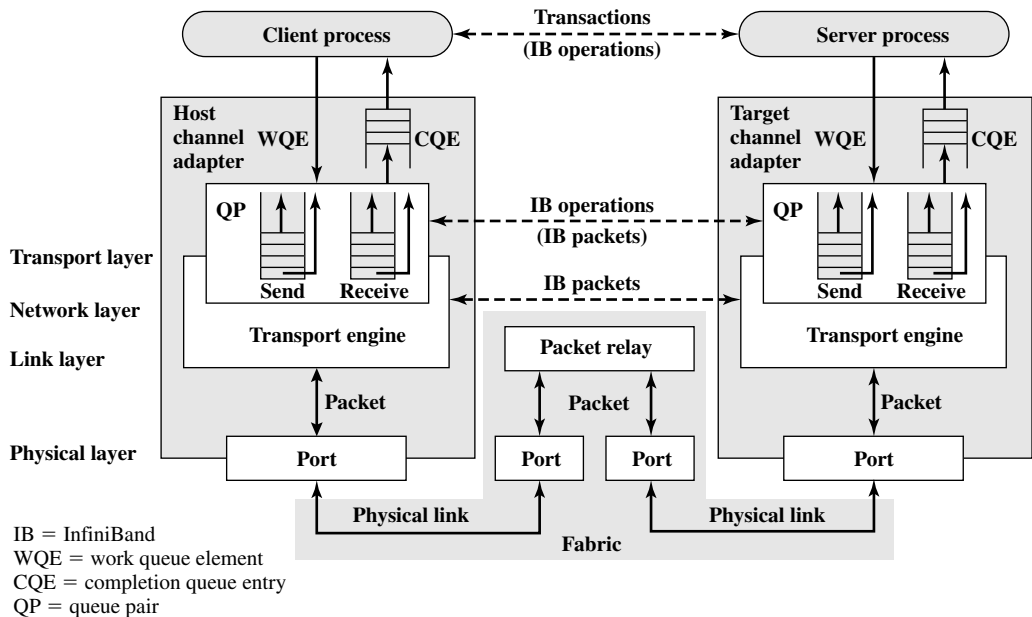 Client process
Transactions
(IB operations)
Server process
Host
channel
adapter
WQE
CQE
Target
channel
adapter
WQE
CQE
QP
IB operations
(IB packets)
QP
Transport layer
Send
Receive
IB packets
Send
Receive
Network layer
Transport engine
Transport engine
Link layer
Packet relay
Packet
Packet
Packet
Physical layer
Port
Port
Port
Port
Physical link
Physical link
Fabric
IB = InfiniBand
WQE = work queue element
CQE = completion queue entry
QP = queue pair